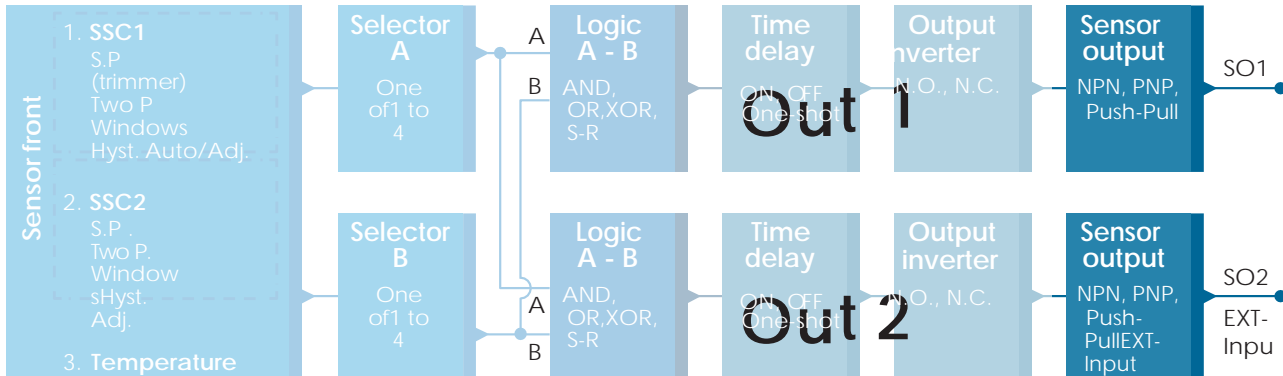 Sensor front
1. SSC1
S.P
(trimmer)
Two P
Windows
Hyst. Auto/Adj.
2. SSC2
S.P .
Two P.
Window
sHyst.
Adj.
3. Temperature
Selector
A
One
of1 to
4
A
B
Logic
A - B
AND,
OR,XOR,
S-R
Time
delay
ON, OFF
One-shot
Out 1
Output
inverter
N.O., N.C.
Sensor
output
NPN, PNP,
Push-Pull
SO1
Selector
B
One
of1 to
4
A
B
Logic
A - B
AND,
OR,XOR,
S-R
Time
delay
ON, OFF
One-shot
Out 2
Output
inverter
N.O., N.C.
Sensor
output
NPN, PNP,
Push-
PullEXT-
Input
SO2
EXT-
Inpu